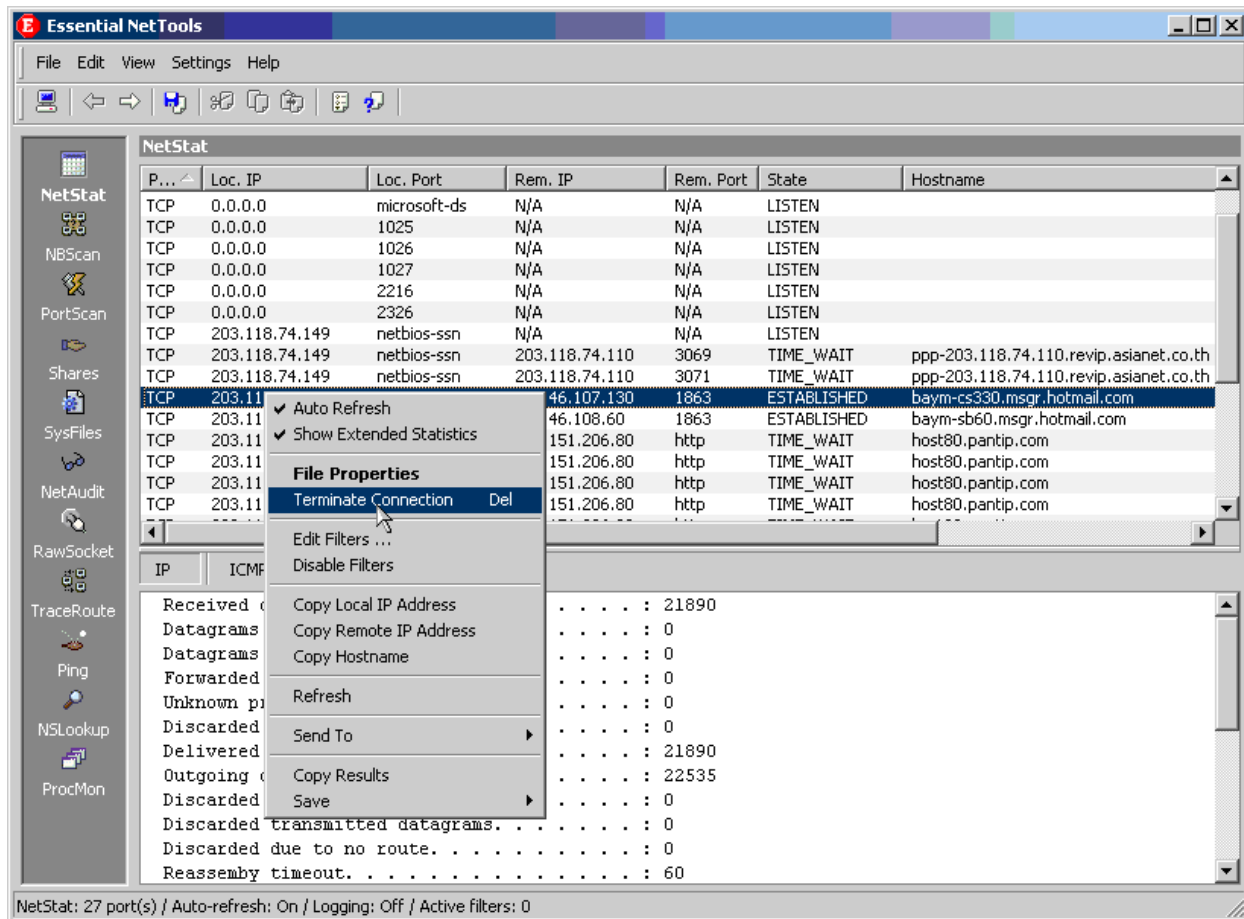 Essential NetTools
File Edit View Settings Help
NetStat
NBScan
PortScan
Shares
SysFiles
NetAudit
RawSocket
TraceRoute
Ping
NSLookup
ProcMon
NetStat
P... Loc. IP Loc. Port Rem. IP Rem. Port State Hostname
TCP 0.0.0.0 microsoft-ds N/A N/A LISTEN
TCP 0.0.0.0 1025 N/A N/A LISTEN
TCP 0.0.0.0 1026 N/A N/A LISTEN
TCP 0.0.0.0 1027 N/A N/A LISTEN
TCP 0.0.0.0 2216 N/A N/A LISTEN
TCP 0.0.0.0 2326 N/A N/A LISTEN
TCP 203.118.74.149 netbios-ssn N/A N/A LISTEN
TCP 203.118.74.149 netbios-ssn 203.118.74.110 3069 TIME_WAIT ppp-203.118.74.110.revip.asianet.co.th
TCP 203.118.74.149 netbios-ssn 203.118.74.110 3071 TIME_WAIT ppp-203.118.74.110.revip.asianet.co.th
TCP 203.11 46.107.130 1863 ESTABLISHED baym-cs330.msgr.hotmail.com
TCP 203.11 46.108.60 1863 ESTABLISHED baym-sb60.msgr.hotmail.com
TCP 203.11 151.206.80 http TIME_WAIT host80.pantip.com
TCP 203.11 151.206.80 http TIME_WAIT host80.pantip.com
TCP 203.11 151.206.80 http TIME_WAIT host80.pantip.com
TCP 203.11 151.206.80 http TIME_WAIT host80.pantip.com
Auto Refresh
Show Extended Statistics
File Properties
Terminate Connection Del
Edit Filters ...
Disable Filters
Copy Local IP Address
Copy Remote IP Address
Copy Hostname
Refresh
Send To
Copy Results
Save
IP ICMP
Received . . . . : 21890
Datagrams . . . . : 0
Datagrams . . . . : 0
Forwarded . . . . : 0
Unknown . . . . : 0
Discarded . . . . : 0
Delivered . . . . : 21890
Outgoing . . . . : 22535
Discarded . . . . : 0
Discarded transmitted datagrams. . . . . . . : 0
Discarded due to no route. . . . . . . . . . : 0
Reassemby timeout. . . . . . . . . . . . . . : 60
NetStat: 27 port(s) / Auto-refresh: On / Logging: Off / Active filters: 0